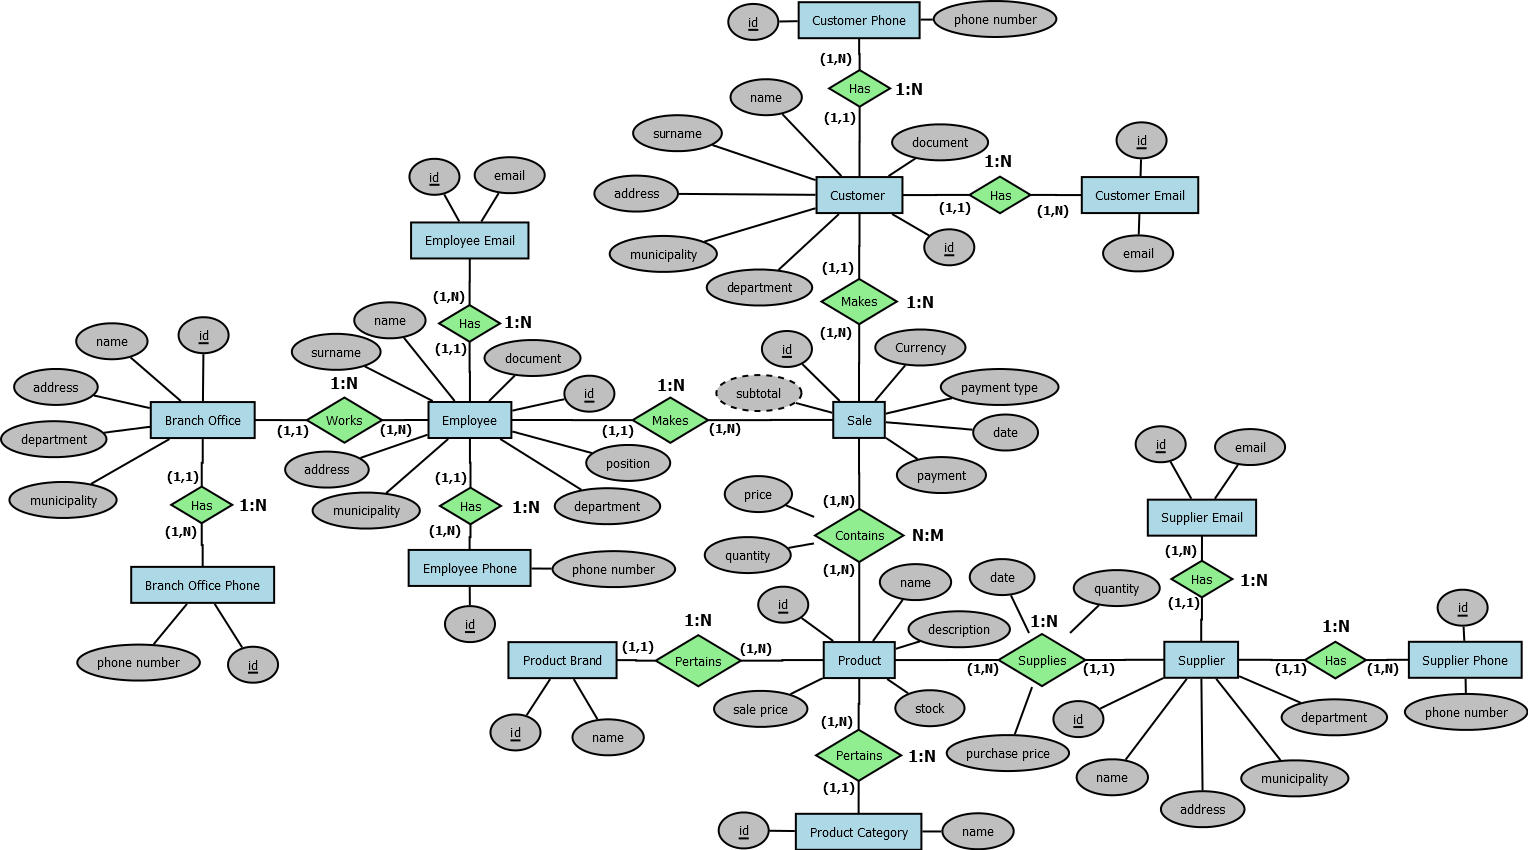 id
Customer Phone
phone number
(1,N)
Has
1:N
(1,1)
name
surname
document
address
Customer
municipality
department
id
1:N
(1,1)
Has
(1,N)
id
Customer Email
email
id
email
Employee Email
(1,N)
Has
1:N
(1,1)
(1,1)
Makes
1:N
(1,N)
name
id
address
department
municipality
Branch Office
1:N
(1,1)
Works
(1,N)
name
surname
document
id
Employee
address
municipality
position
department
1:N
(1,1)
Makes
(1,N)
id
Currency
subtotal
payment type
Sale
date
payment
(1,1)
Has
1:N
(1,N)
Branch Office Phone
phone number
id
(1,1)
Has
1:N
(1,N)
Employee Phone
phone number
id
(1,N)
price
Contains
N:M
quantity
(1,N)
id
name
description
Product
sale price
stock
Product Brand
id
name
1:N
(1,1)
Pertains
(1,N)
date
quantity
1:N
(1,N)
Supplies
(1,1)
purchase price
id
email
Supplier Email
(1,N)
Has
1:N
(1,1)
Supplier
id
name
address
municipality
department
1:N
(1,1)
Has
(1,N)
id
Supplier Phone
phone number
(1,N)
Pertains
1:N
(1,1)
id
Product Category
name